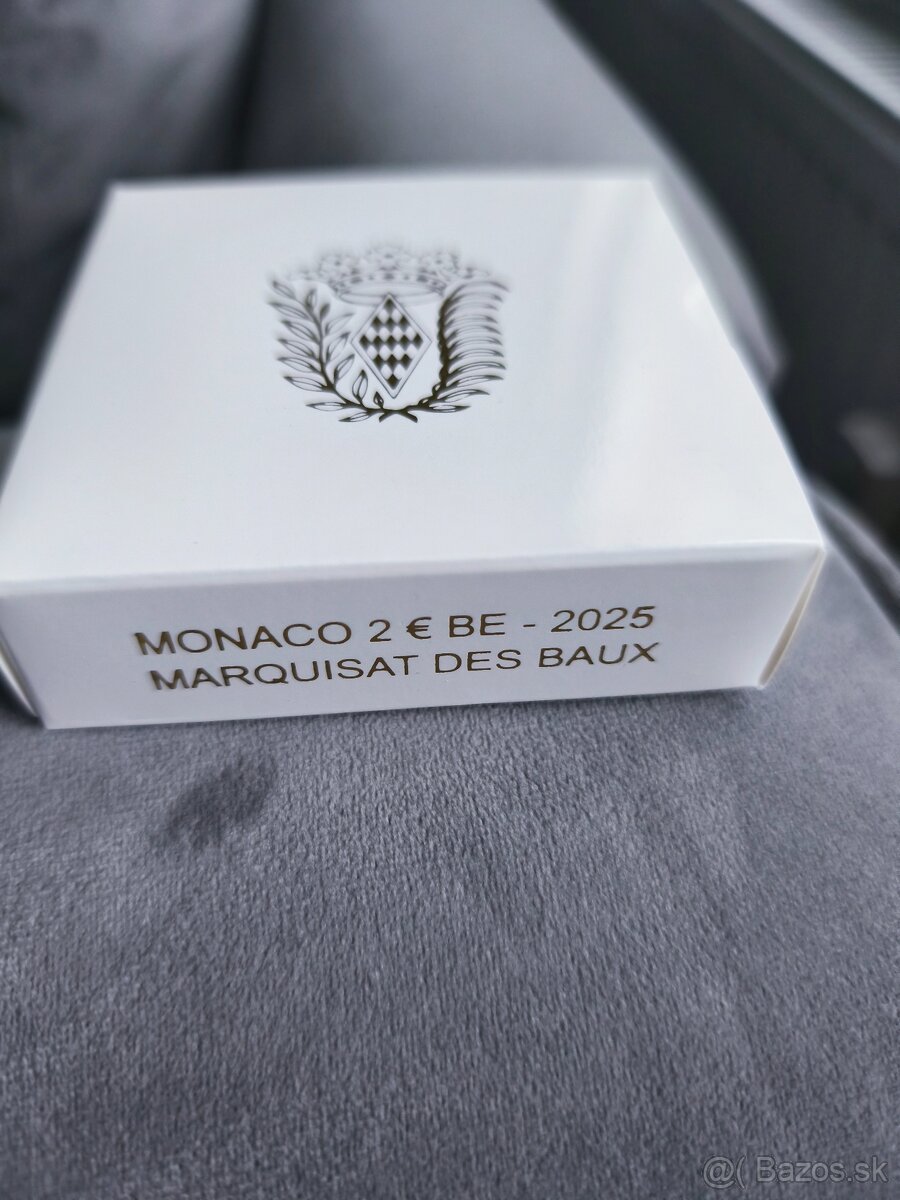 MONACO 2 € BE - 2025
MARQUISAT DES BAUX
@( Bazos.sk